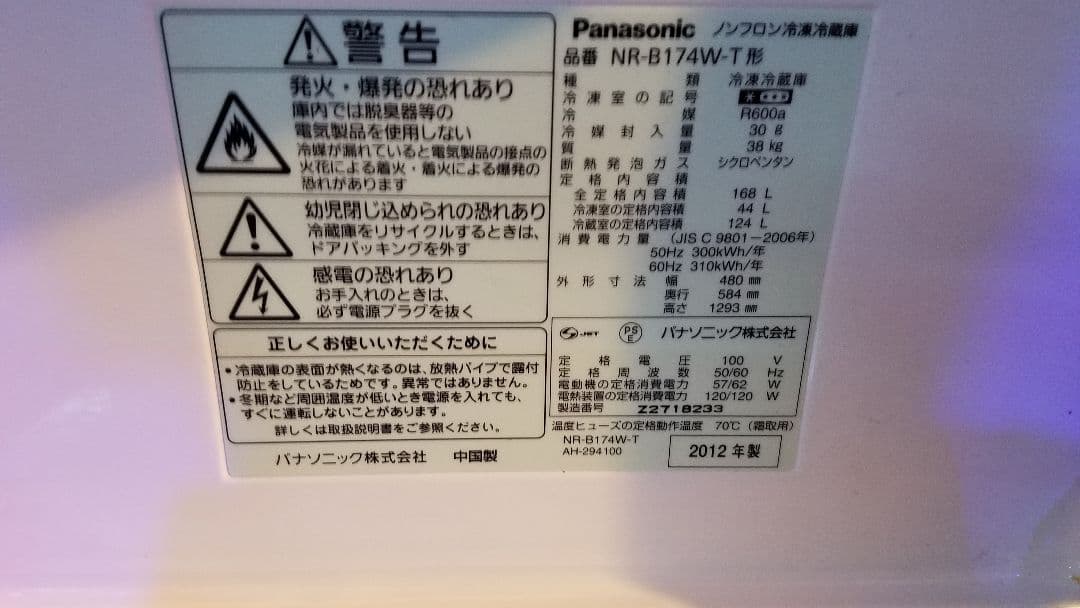 警告
発火・爆発の恐れあり
庫内では脱臭器等の
電気製品を使用しない
冷媒が漏れていると電気製品の接点の
火花による着火・着火による爆発の
恐れがあります
幼児閉じ込められの恐れあり
冷蔵庫をリサイクルするときは、
ドアパッキングを外す
感電の恐れあり
お手入れのときは、
必ず電源プラグを抜く
正しくお使いいただくために
・冷蔵庫の表面が熱くなるのは、放熱パイプで露付
防止をしているためです。異常ではありません。
・冬期など周囲温度が低いとき電源を入れても、
すぐに運転しないことがあります。
詳しくは取扱説明書をご参照ください。
パナソニック株式会社 中国製
Panasonic ノンフロン冷凍冷蔵庫
品番 NR-B174W-T形
種類 冷凍冷蔵庫
冷凍室の記号 ****
冷媒 R600a
冷媒封入量 30 g
質量 38 kg
断熱発泡ガス シクロペンタン
定格内容積
全定格内容積 168 L
冷凍室の定格内容積 44 L
冷蔵室の定格内容積 124 L
消費電力量 (JIS C 9801-2006年)
50Hz 300kWh/年
60Hz 310kWh/年
外形寸法 幅 480 ㎜
奥行 584 ㎜
高さ 1293 ㎜
JET PSE パナソニック株式会社
定格電圧 100 V
定格周波数 50/60 Hz
電動機の定格消費電力 57/62 W
電熱装置の定格消費電力 120/120 W
製造番号 Z2718233
温度ヒューズの定格動作温度 70℃(霜取用)
NR-B174W-T
AH-294100
2012年製